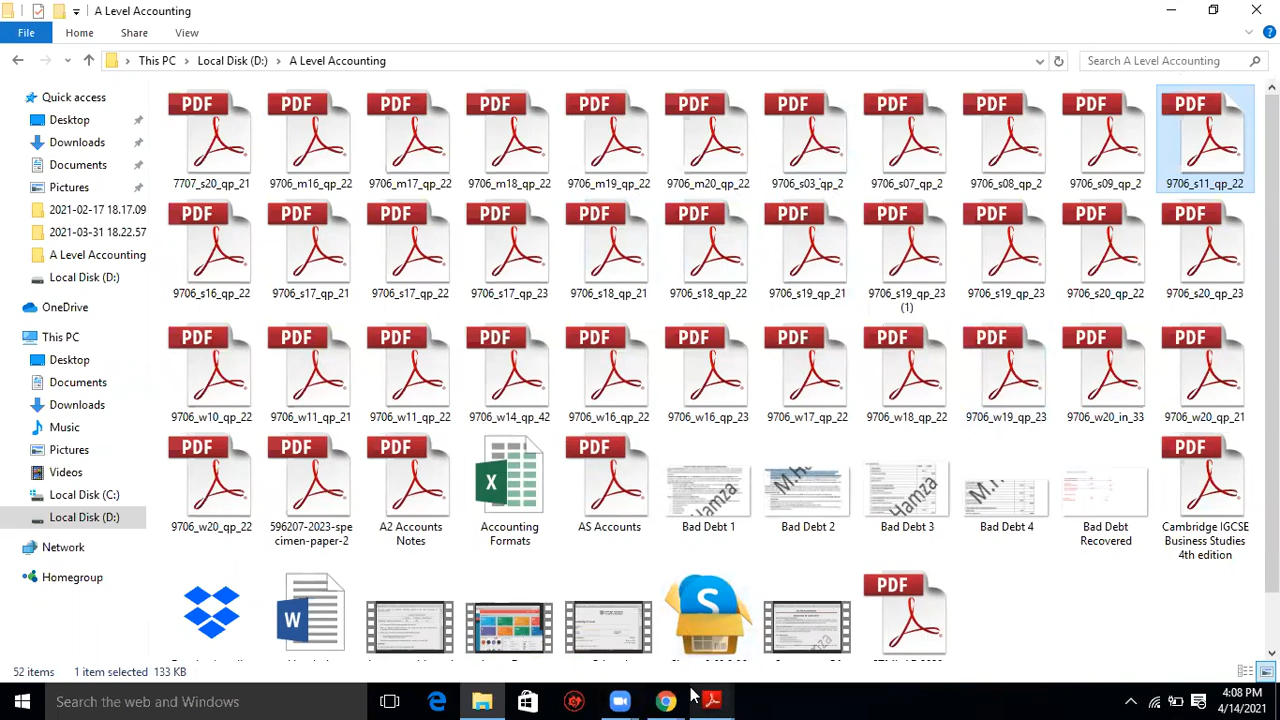 A Level Accounting
File Home Share View
This PC Local Disk (D:) A Level Accounting
Search A Level Accounting
Quick access
Desktop
Downloads
Documents
Pictures
2021-02-17 18.17.09
2021-03-31 18.22.57
A Level Accounting
Local Disk (D:)
OneDrive
This PC
Desktop
Documents
Downloads
Music
Pictures
Videos
Local Disk (C:)
Local Disk (D:)
Network
Homegroup
PDF PDF PDF PDF PDF PDF PDF PDF PDF PDF PDF
7707_s20_qp_21 9706_m16_qp_22 9706_m17_qp_22 9706_m18_qp_22 9706_m19_qp_22 9706_m20_qp_22 9706_s03_qp_2 9706_s07_qp_2 9706_s08_qp_2 9706_s09_qp_2 9706_s11_qp_22
PDF PDF PDF PDF PDF PDF PDF PDF PDF PDF PDF
9706_s16_qp_22 9706_s17_qp_21 9706_s17_qp_22 9706_s17_qp_23 9706_s18_qp_21 9706_s18_qp_22 9706_s19_qp_21 9706_s19_qp_23 9706_s19_qp_23 9706_s20_qp_22 9706_s20_qp_23
(1)
PDF PDF PDF PDF PDF PDF PDF PDF PDF PDF PDF
9706_w10_qp_22 9706_w11_qp_21 9706_w11_qp_22 9706_w14_qp_42 9706_w16_qp_22 9706_w16_qp_23 9706_w17_qp_22 9706_w18_qp_22 9706_w19_qp_23 9706_w20_in_33 9706_w20_qp_21
PDF PDF PDF X PDF Hamza PDF
9706_w20_qp_22 596207-2023-spe A2 Accounts Accounting AS Accounts Bad Debt 1 Bad Debt 2 Bad Debt 3 Bad Debt 4 Bad Debt Cambridge IGCSE
cimen-paper-2 Notes Formats Recovered Business Studies
4th edition
W S PDF
52 items 1 item selected 133 KB
Search the web and Windows
4:08 PM
4/14/2021